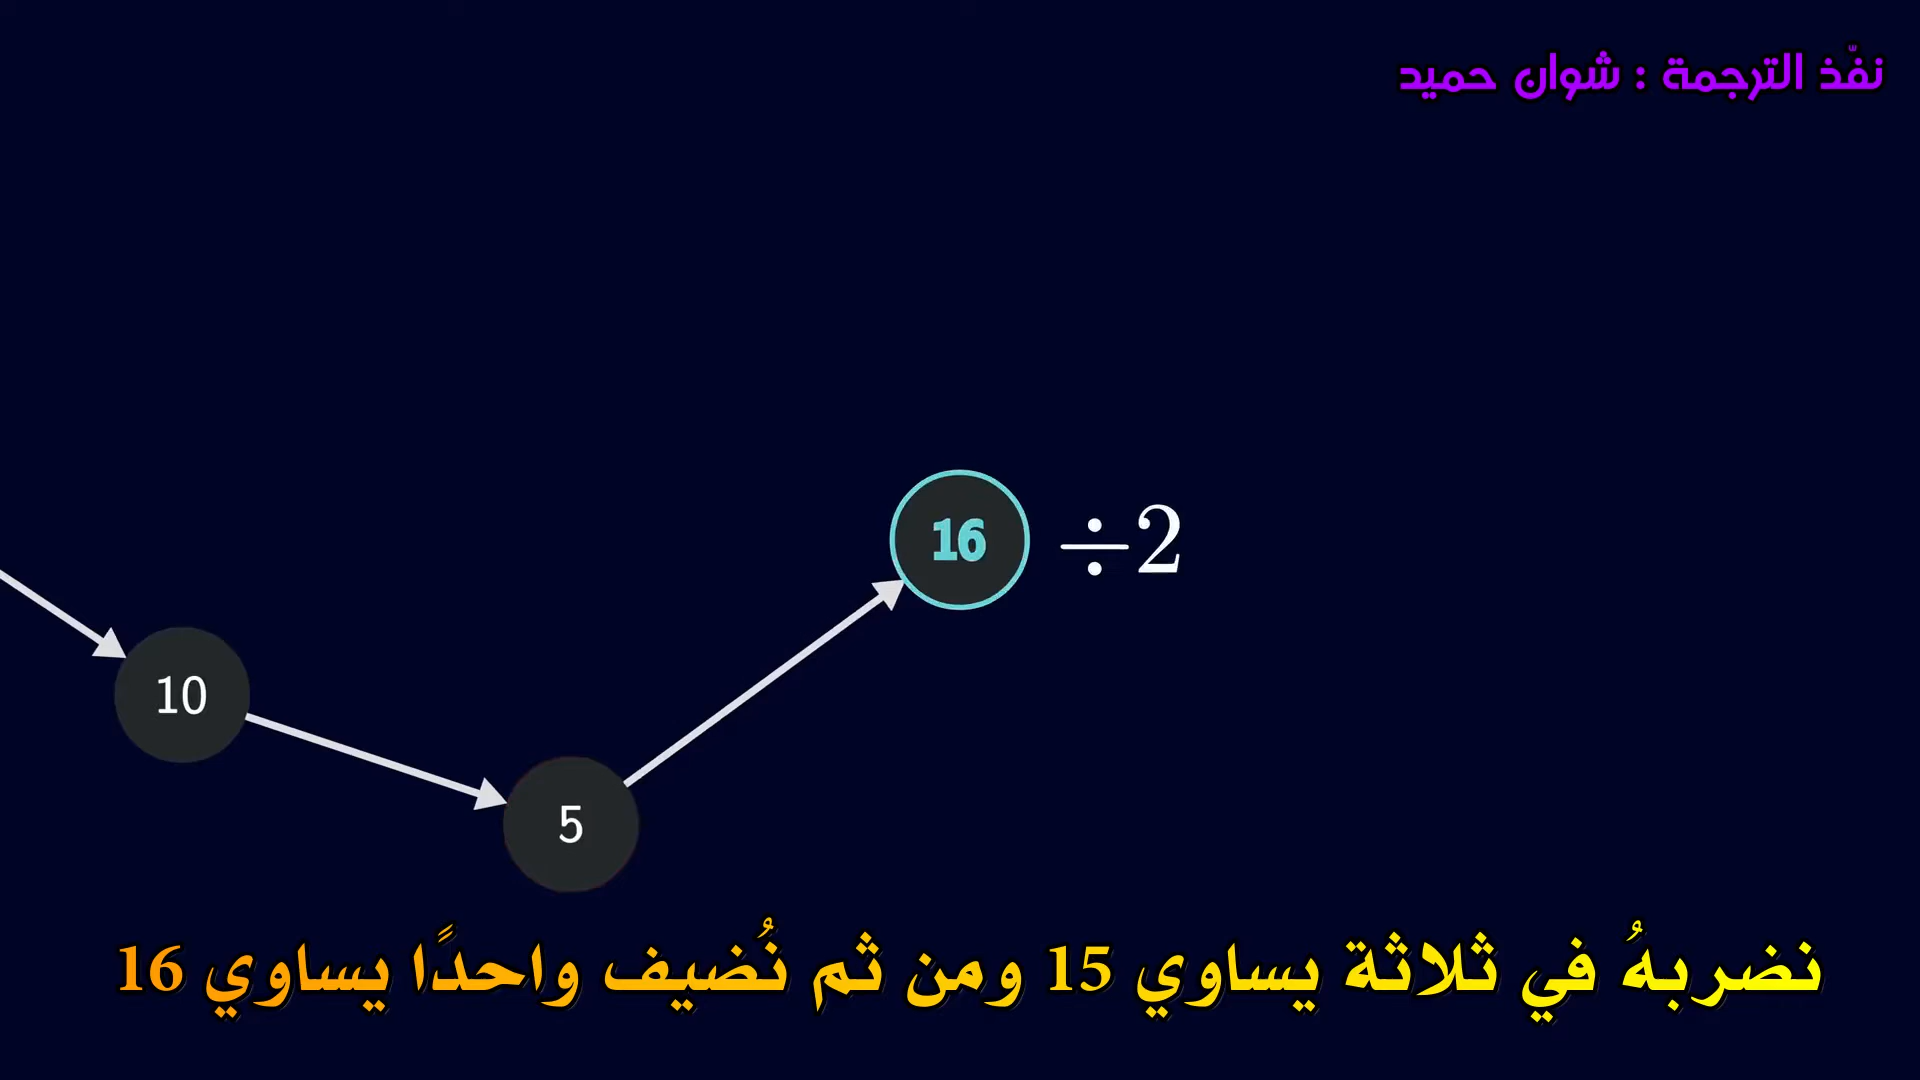 نفّذ الترجمة : شوان حميد
16 ÷2
10
5
نضربهُ في ثلاثة يساوي 15 ومن ثم نُضيف واحدًا يساوي 16